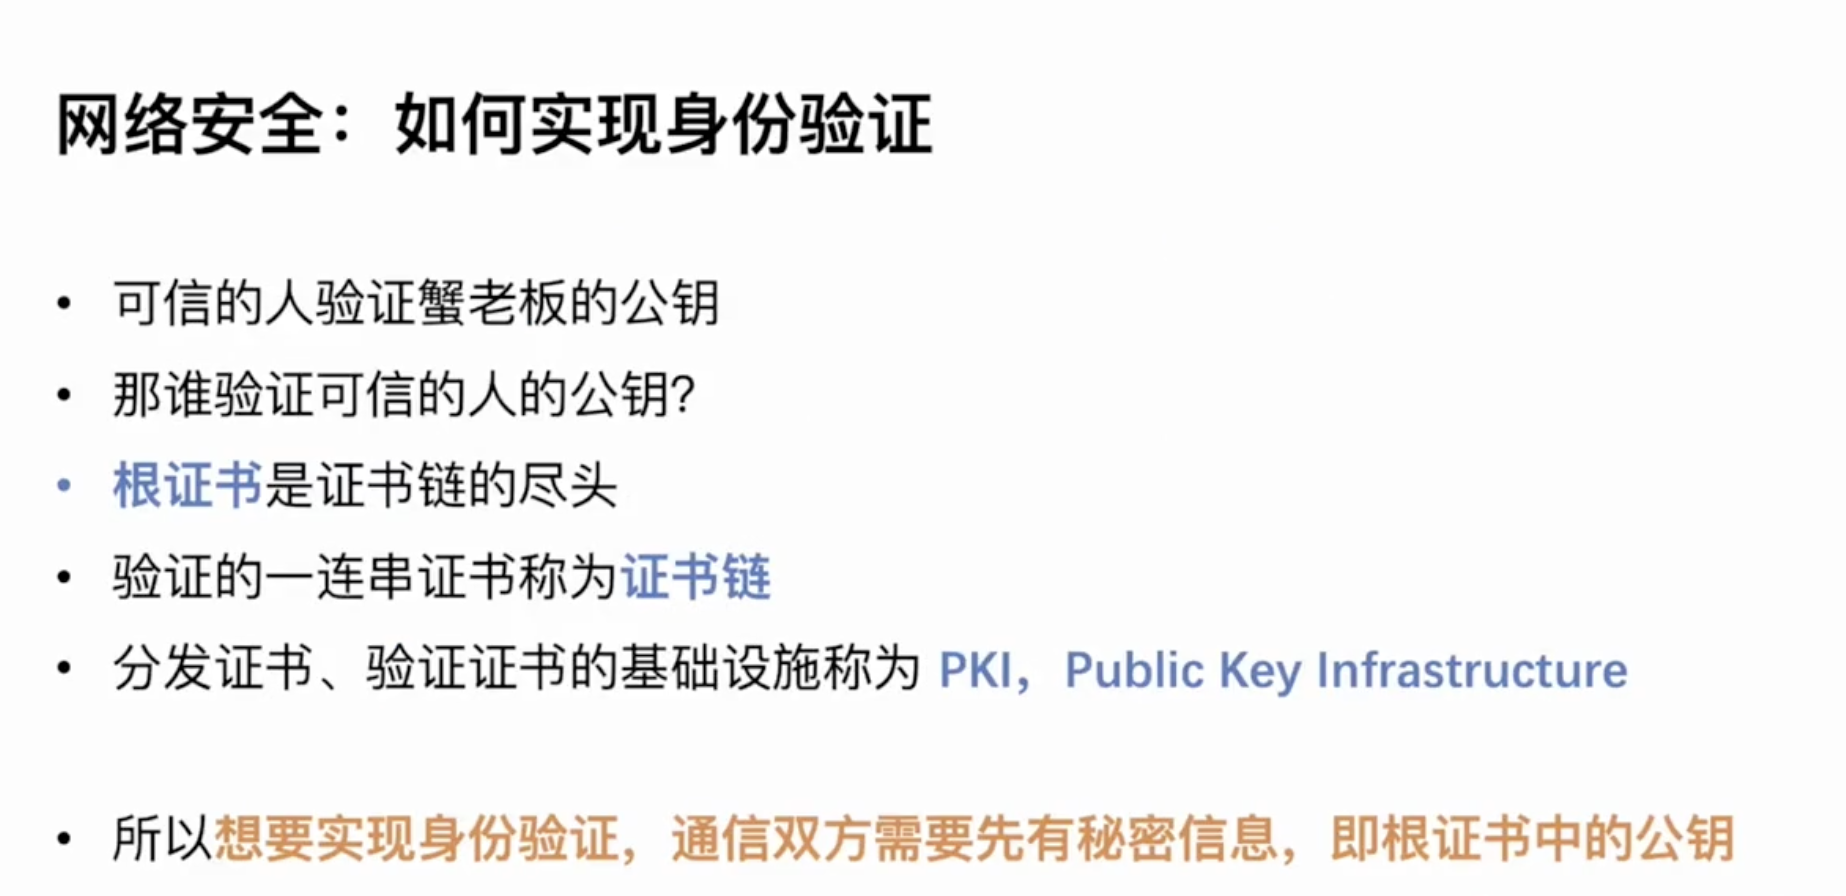 网络安全：如何实现身份验证
• 可信的人验证蟹老板的公钥
• 那谁验证可信的人的公钥?
• 根证书是证书链的尽头
• 验证的一连串证书称为证书链
• 分发证书、验证证书的基础设施称为 PKI，Public Key Infrastructure
• 所以想要实现身份验证，通信双方需要先有秘密信息，即根证书中的公钥